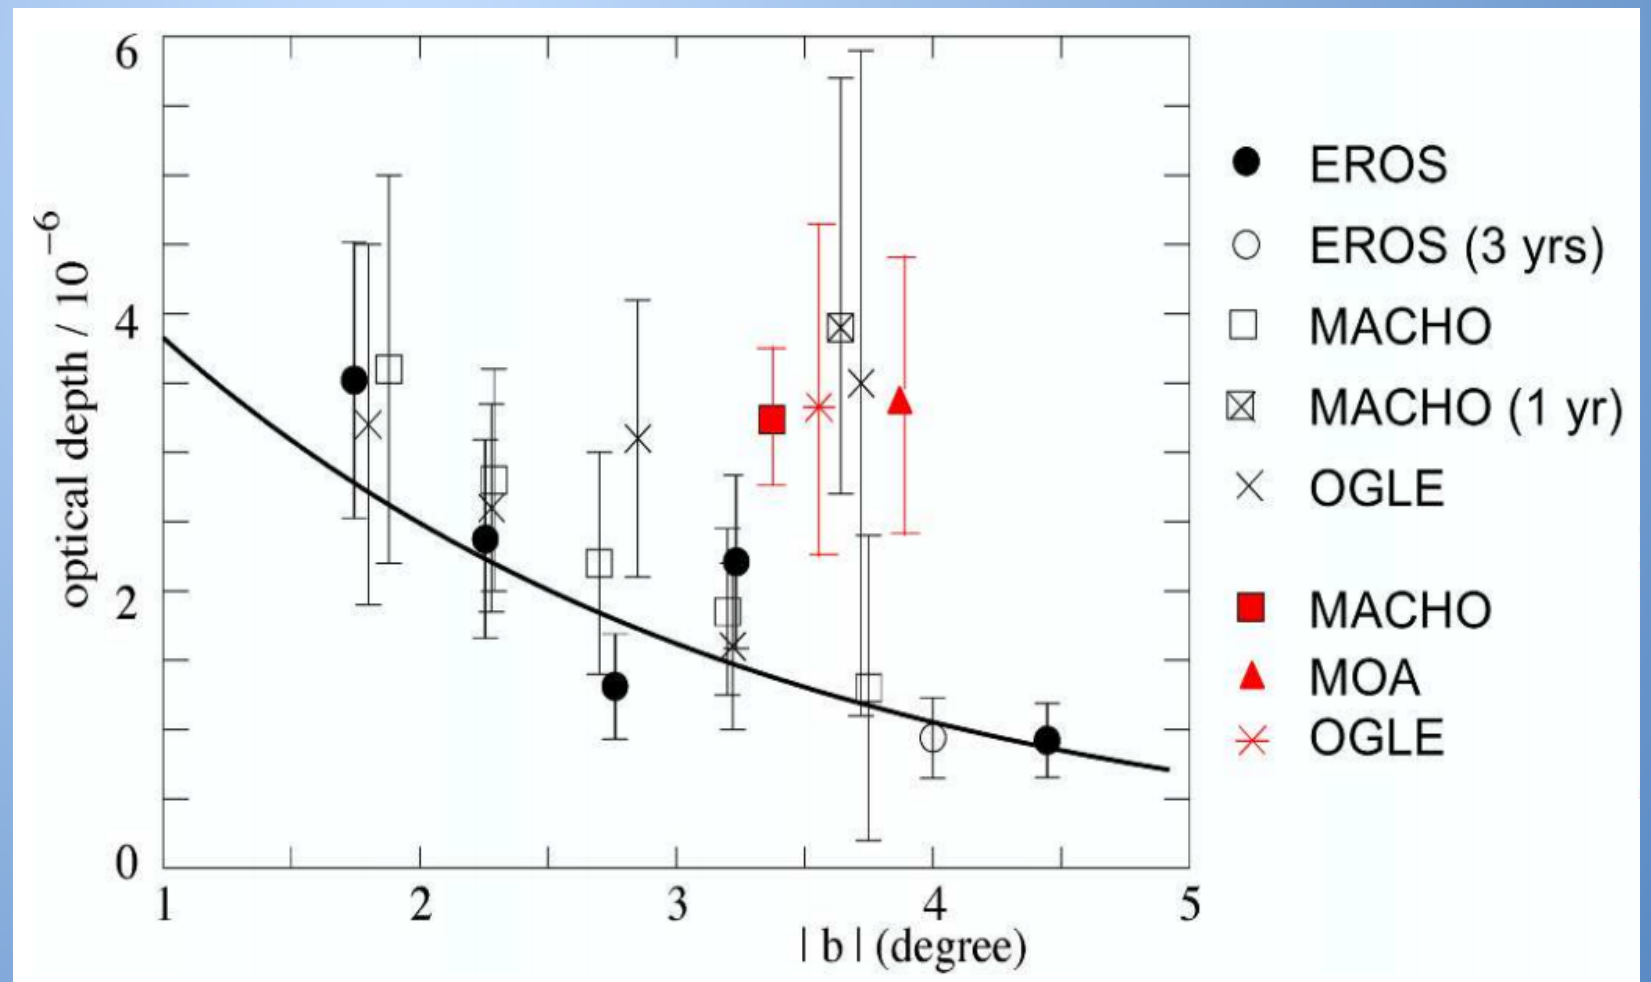 6
4
2
0
optical depth / 10⁻⁶
1
2
3
4
5
| b | (degree)
EROS
EROS (3 yrs)
MACHO
MACHO (1 yr)
OGLE
MACHO
MOA
OGLE